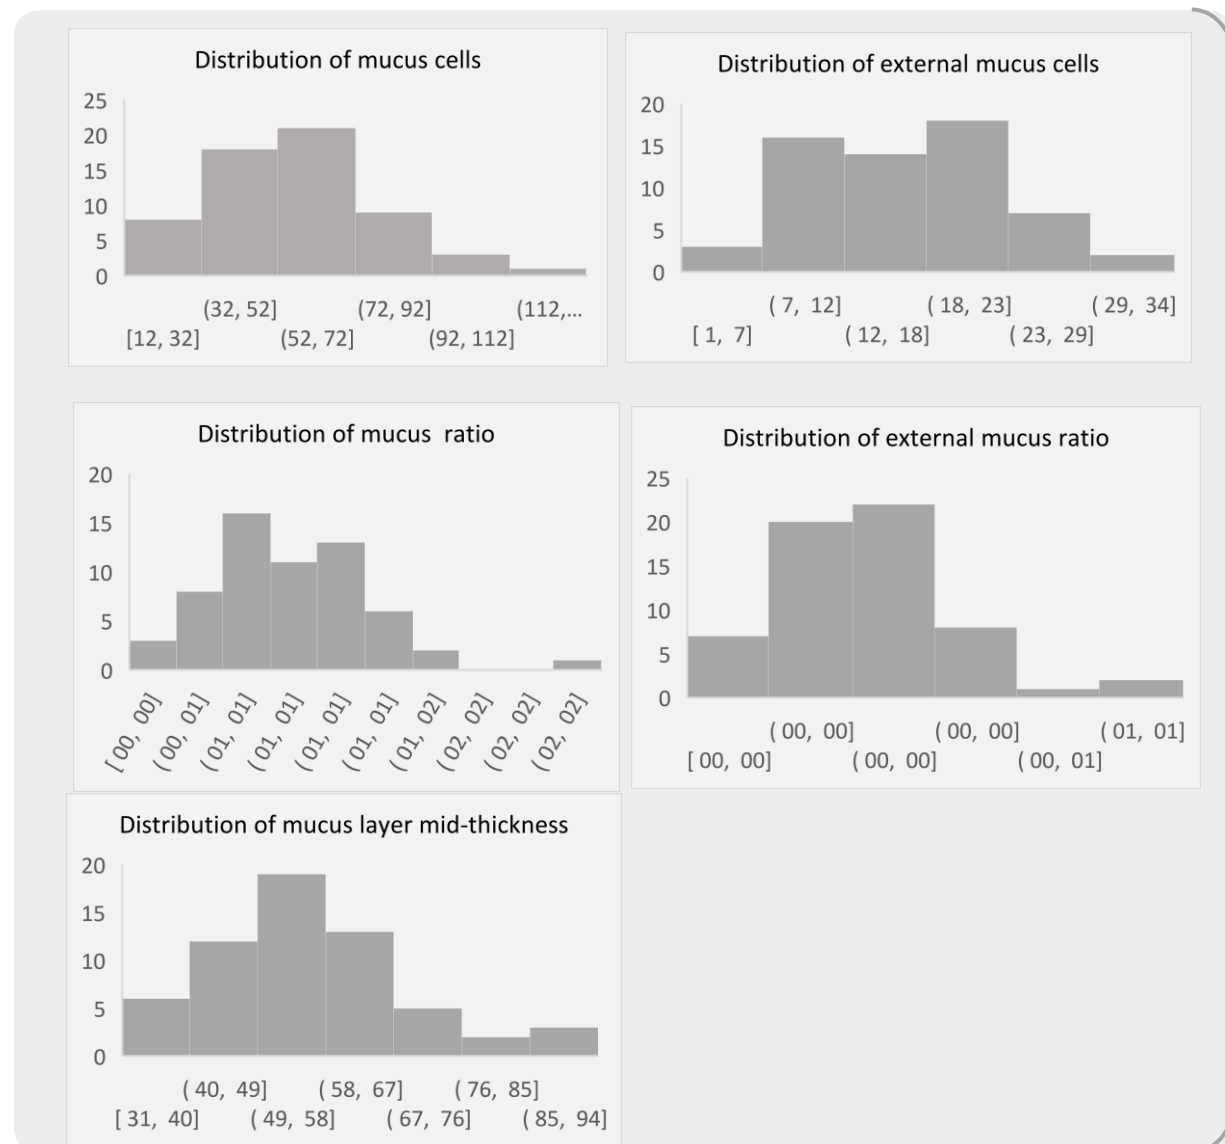 Distribution of mucus cells
25
20
15
10
5
0
(32, 52] (72, 92] (112,...
[12, 32] (52, 72] (92, 112]
Distribution of external mucus cells
20
15
10
5
0
( 7, 12] ( 18, 23] ( 29, 34]
[ 1, 7] ( 12, 18] ( 23, 29]
Distribution of mucus ratio
20
15
10
5
0
[ 00, 00]
( 00, 01]
( 01, 01]
( 01, 01]
( 01, 01]
( 01, 01]
( 01, 02]
( 02, 02]
( 02, 02]
( 02, 02]
Distribution of external mucus ratio
25
20
15
10
5
0
( 00, 00] ( 00, 00] ( 01, 01]
[ 00, 00] ( 00, 00] ( 00, 01]
Distribution of mucus layer mid-thickness
20
15
10
5
0
( 40, 49] ( 58, 67] ( 76, 85]
[ 31, 40] ( 49, 58] ( 67, 76] ( 85, 94]